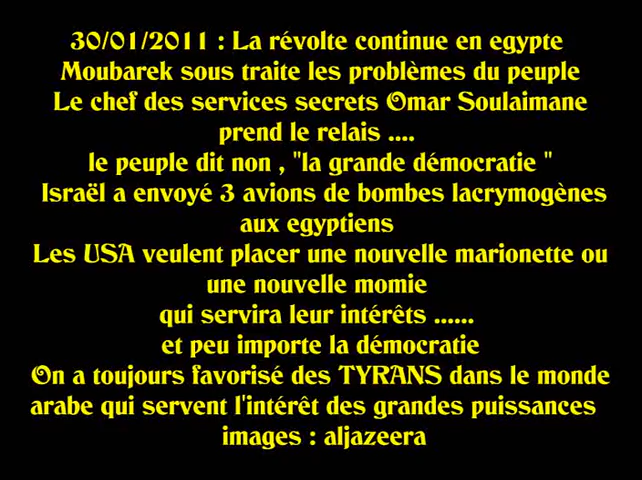 30/01/2011 : La révolte continue en egypte
Moubarek sous traite les problèmes du peuple
Le chef des services secrets Omar Soulaimane
prend le relais ....
le peuple dit non , "la grande démocratie "
Israël a envoyé 3 avions de bombes lacrymogènes
aux egyptiens
Les USA veulent placer une nouvelle marionette ou
une nouvelle momie
qui servira leur intérêts ......
et peu importe la démocratie
On a toujours favorisé des TYRANS dans le monde
arabe qui servent l'intérêt des grandes puissances
images : aljazeera